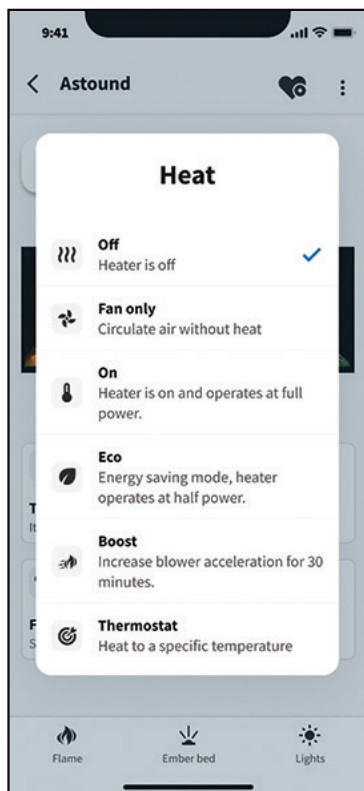 9:41
Astound
Heat
Off
Heater is off
Fan only
Circulate air without heat
On
Heater is on and operates at full
power.
Eco
Energy saving mode, heater
operates at half power.
Boost
Increase blower acceleration for 30
minutes.
T
It
Thermostat
F
Heat to a specific temperature
S
Flame
Ember bed
Lights